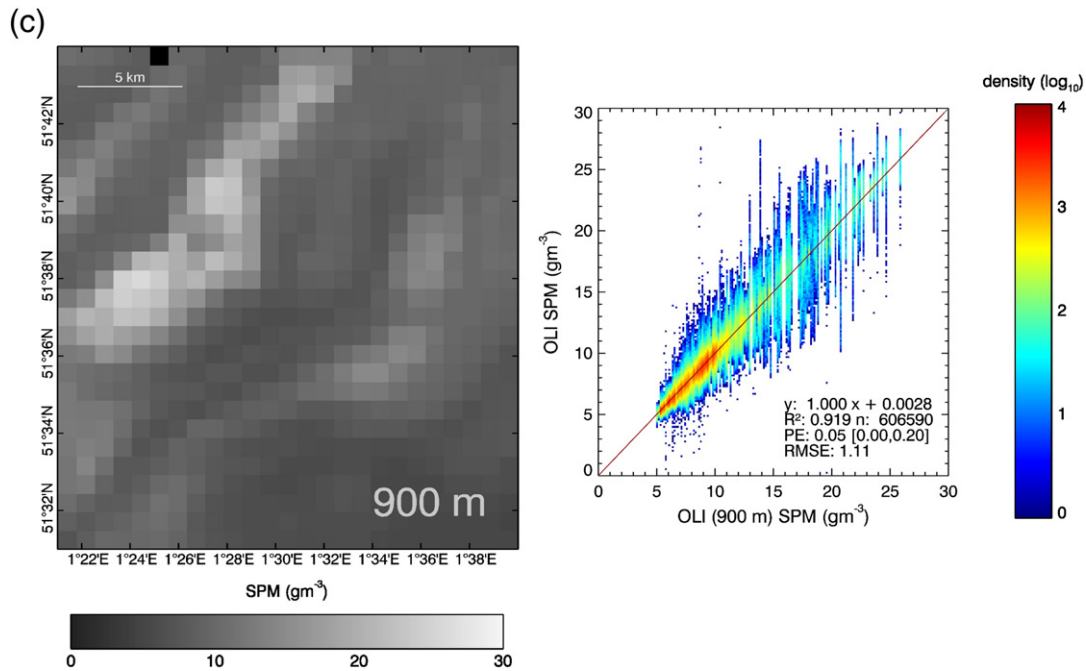 (c)
5 km
51°42'N
51°40'N
51°38'N
51°36'N
51°34'N
51°32'N
900 m
1°22'E 1°24'E 1°26'E 1°28'E 1°30'E 1°32'E 1°34'E 1°36'E 1°38'E
SPM (gm⁻³)
0 10 20 30
OLI SPM (gm⁻³)
30
25
20
15
10
5
0
y: 1.000 x + 0.0028
R²: 0.919 n: 606590
PE: 0.05 [0.00,0.20]
RMSE: 1.11
0 5 10 15 20 25 30
OLI (900 m) SPM (gm⁻³)
density (log₁₀)
4
3
2
1
0